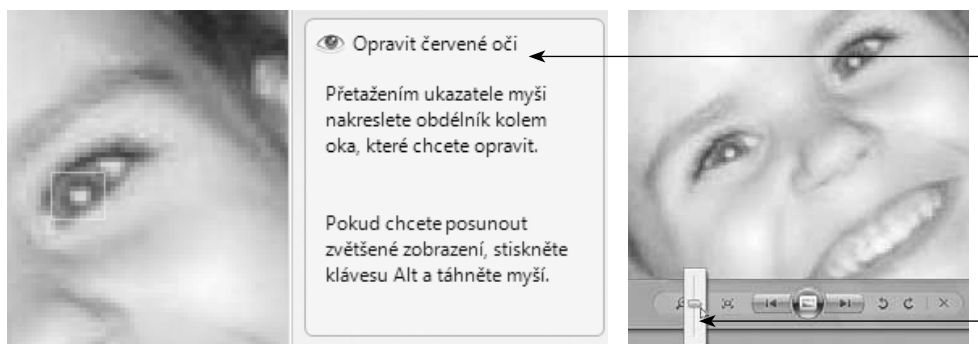 Opravit červené oči
Přetažením ukazatele myši
nakreslete obdélník kolem
oka, které chcete opravit.
Pokud chcete posunout
zvětšené zobrazení, stiskněte
klávesu Alt a táhněte myší.